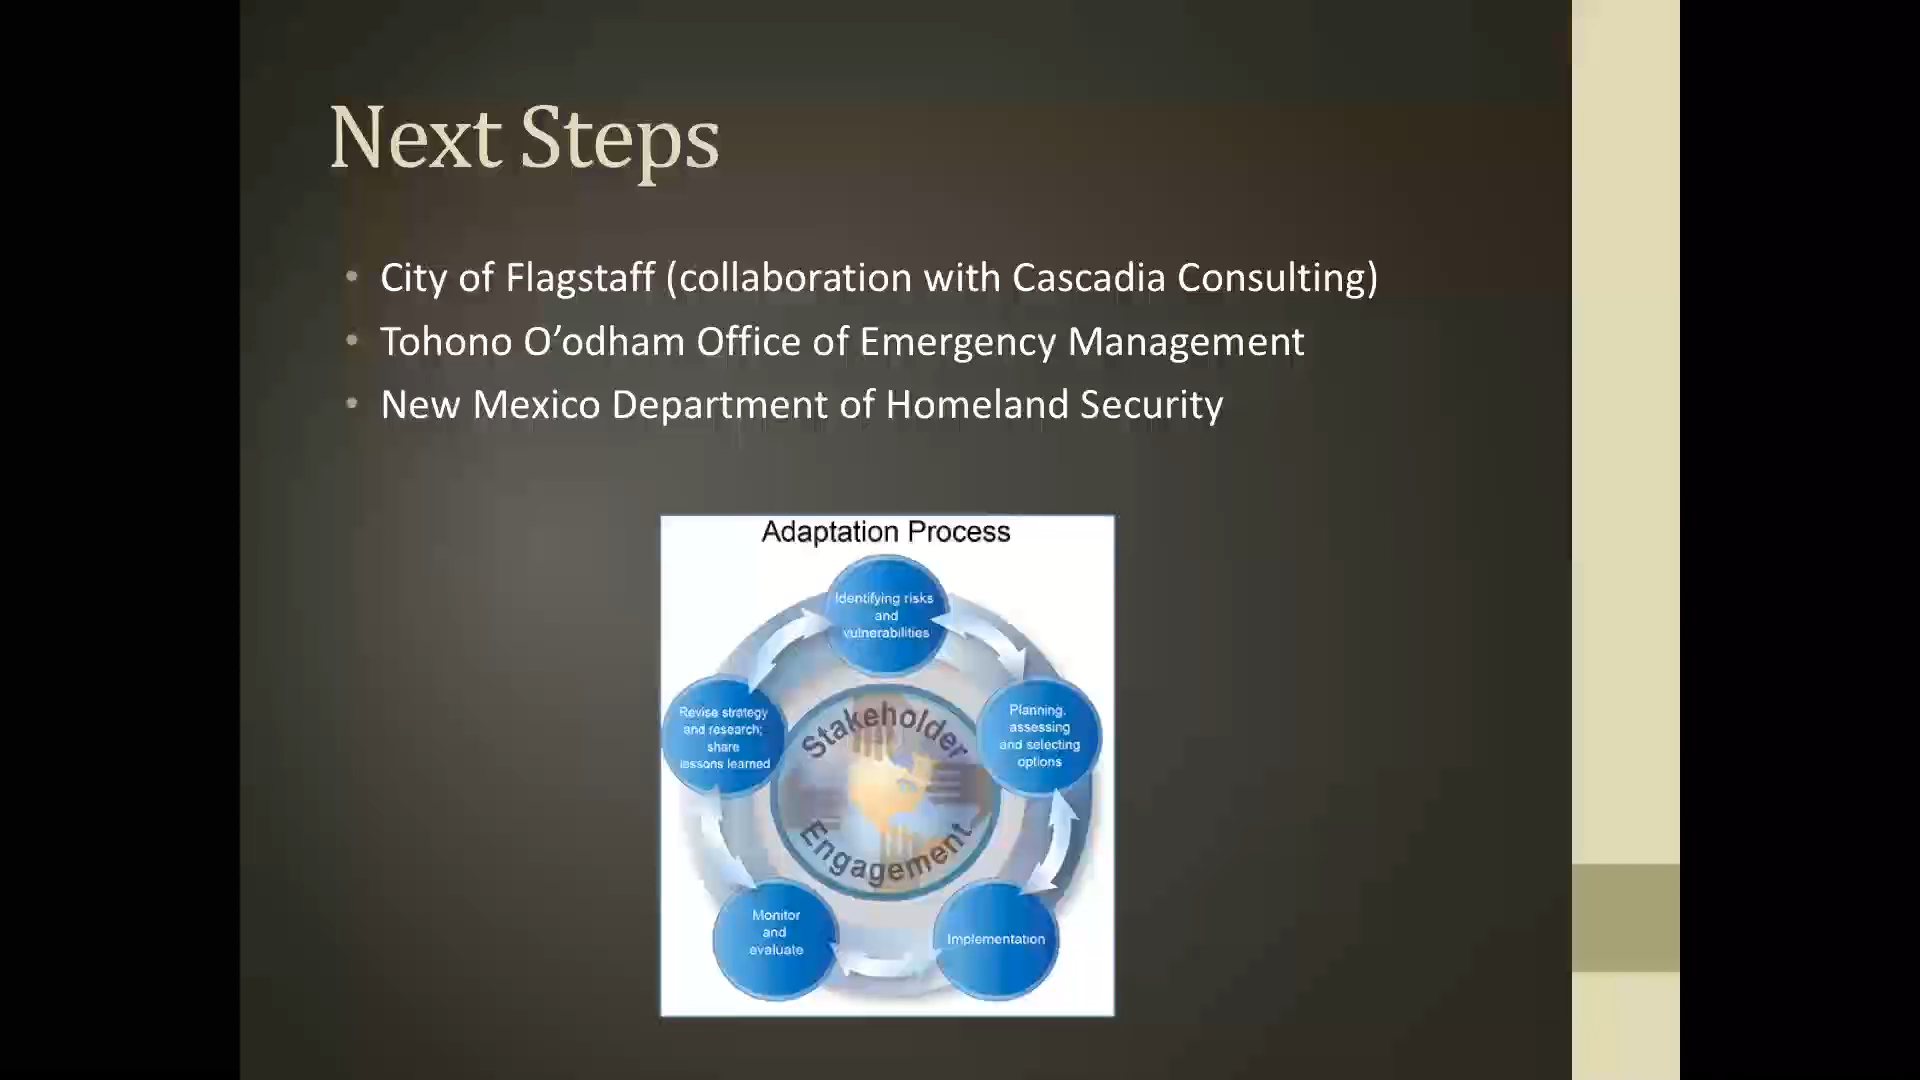 Next Steps
• City of Flagstaff (collaboration with Cascadia Consulting)
• Tohono O’odham Office of Emergency Management
• New Mexico Department of Homeland Security
Adaptation Process
Identifying risks
and
vulnerabilities
Planning,
assessing
and selecting
options
Implementation
Monitor
and
evaluate
Revise strategy
and research;
share
lessons learned
Stakeholder
Engagement